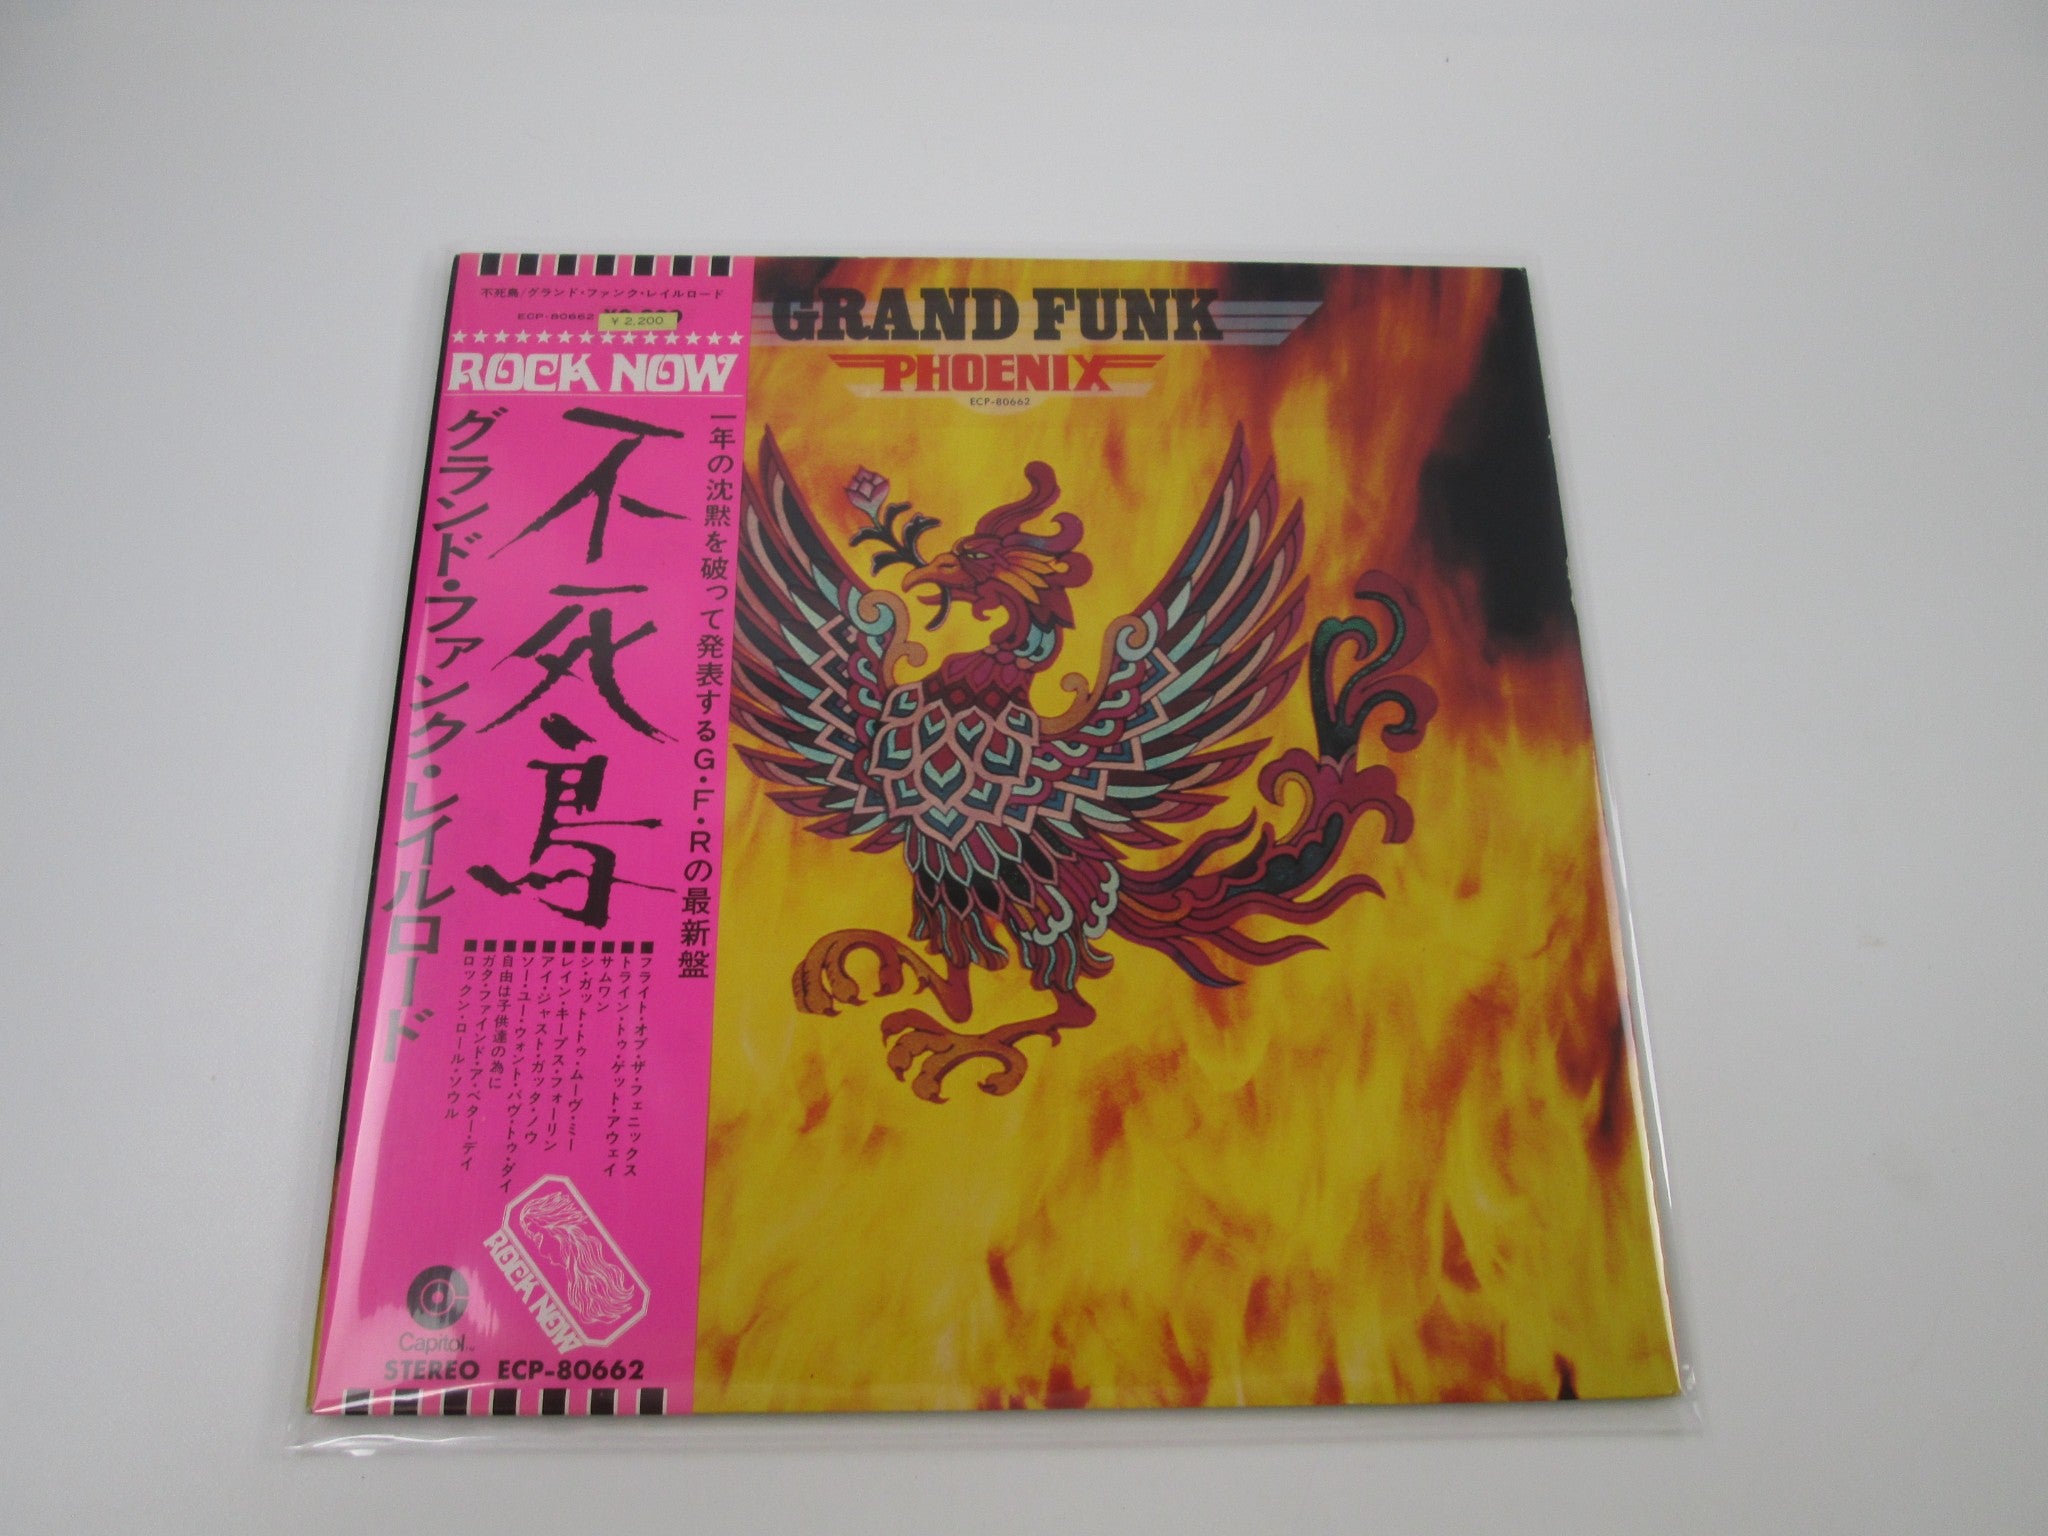 不死鳥/グランド・ファンク・レイルロード
ECP-80662
¥2,200
ROCK NOW
一年の沈黙を破って発表するG・F・Rの最新盤
不死鳥
グランド・ファンク・レイルロード
■フライト・オブ・ザ・フェニックス
■トライン・トゥ・ゲット・アウェイ
■サムワン
■シ・ガット・トゥ・ムーヴ・ミー
■レイン・キープス・フォーリン
■アイ・ジャスト・ガッタ・ノウ
■ソー・ユー・ウォント・バヴ・トゥ・ダイ
■自由は子供達の為に
■ガタ・ファインド・ア・ベター・デイ
■ロックン・ロール・ソウル
ROCK NOW
Capitol
STEREO ECP-80662
GRAND FUNK
PHOENIX
ECP-80662